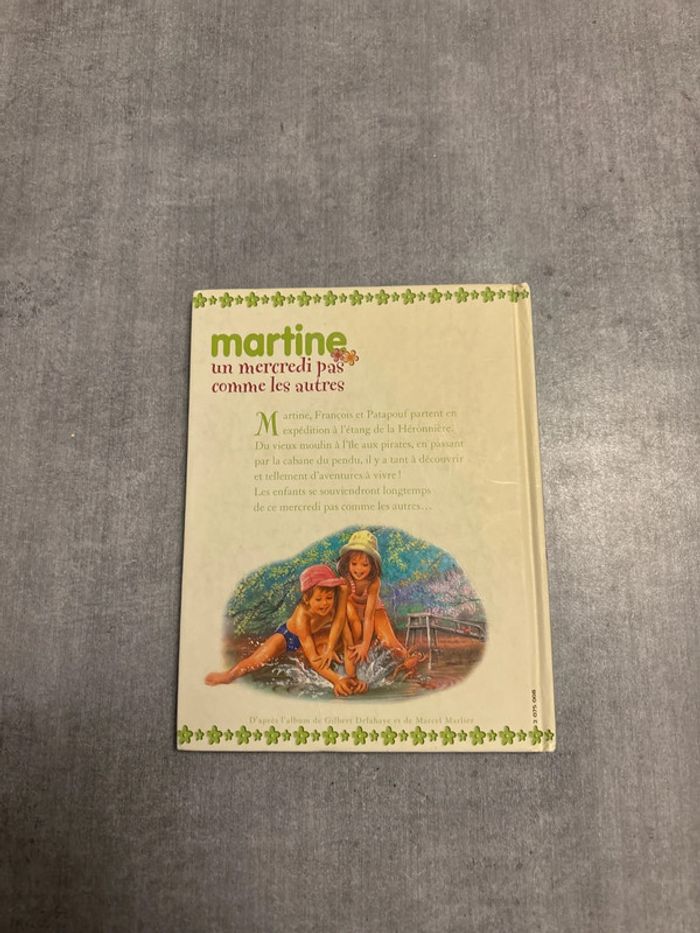 martine
un mercredi pas
comme les autres
Martine, François et Patapouf partent en
expédition à l'étang de la Héronnière.
Du vieux moulin à l'île aux pirates, en passant
par la cabane du pendu, il y a tant à découvrir
et tellement d'aventures à vivre !
Les enfants se souviendront longtemps
de ce mercredi pas comme les autres…
D'après l'album de Gilbert Delahaye et de Marcel Marlier
2 075 008